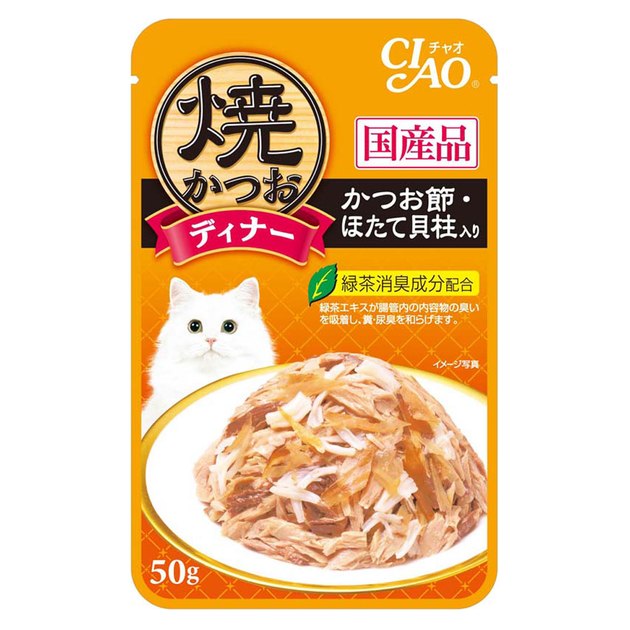 CIAO
チャオ
®
焼
かつお
ディナー
国産品
かつお節・
ほたて貝柱入り
緑茶消臭成分配合
緑茶エキスが腸管内の内容物の臭い
を吸着し、糞・尿臭を和らげます。
イメージ写真
50g